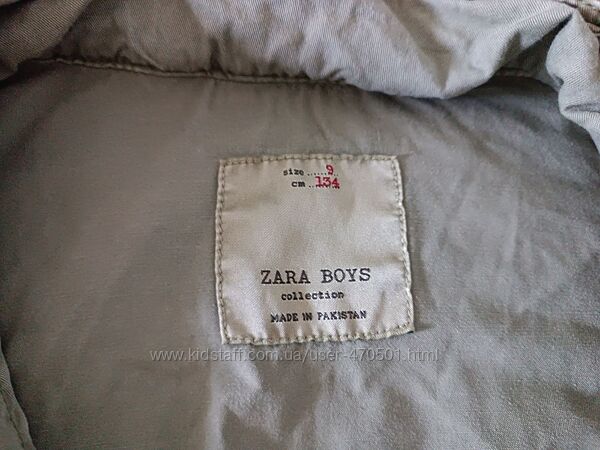 size ...... 9
cm ...134
ZARA BOYS
collection
MADE IN PAKISTAN
www.kidstaff.com.ua/user-470501.html